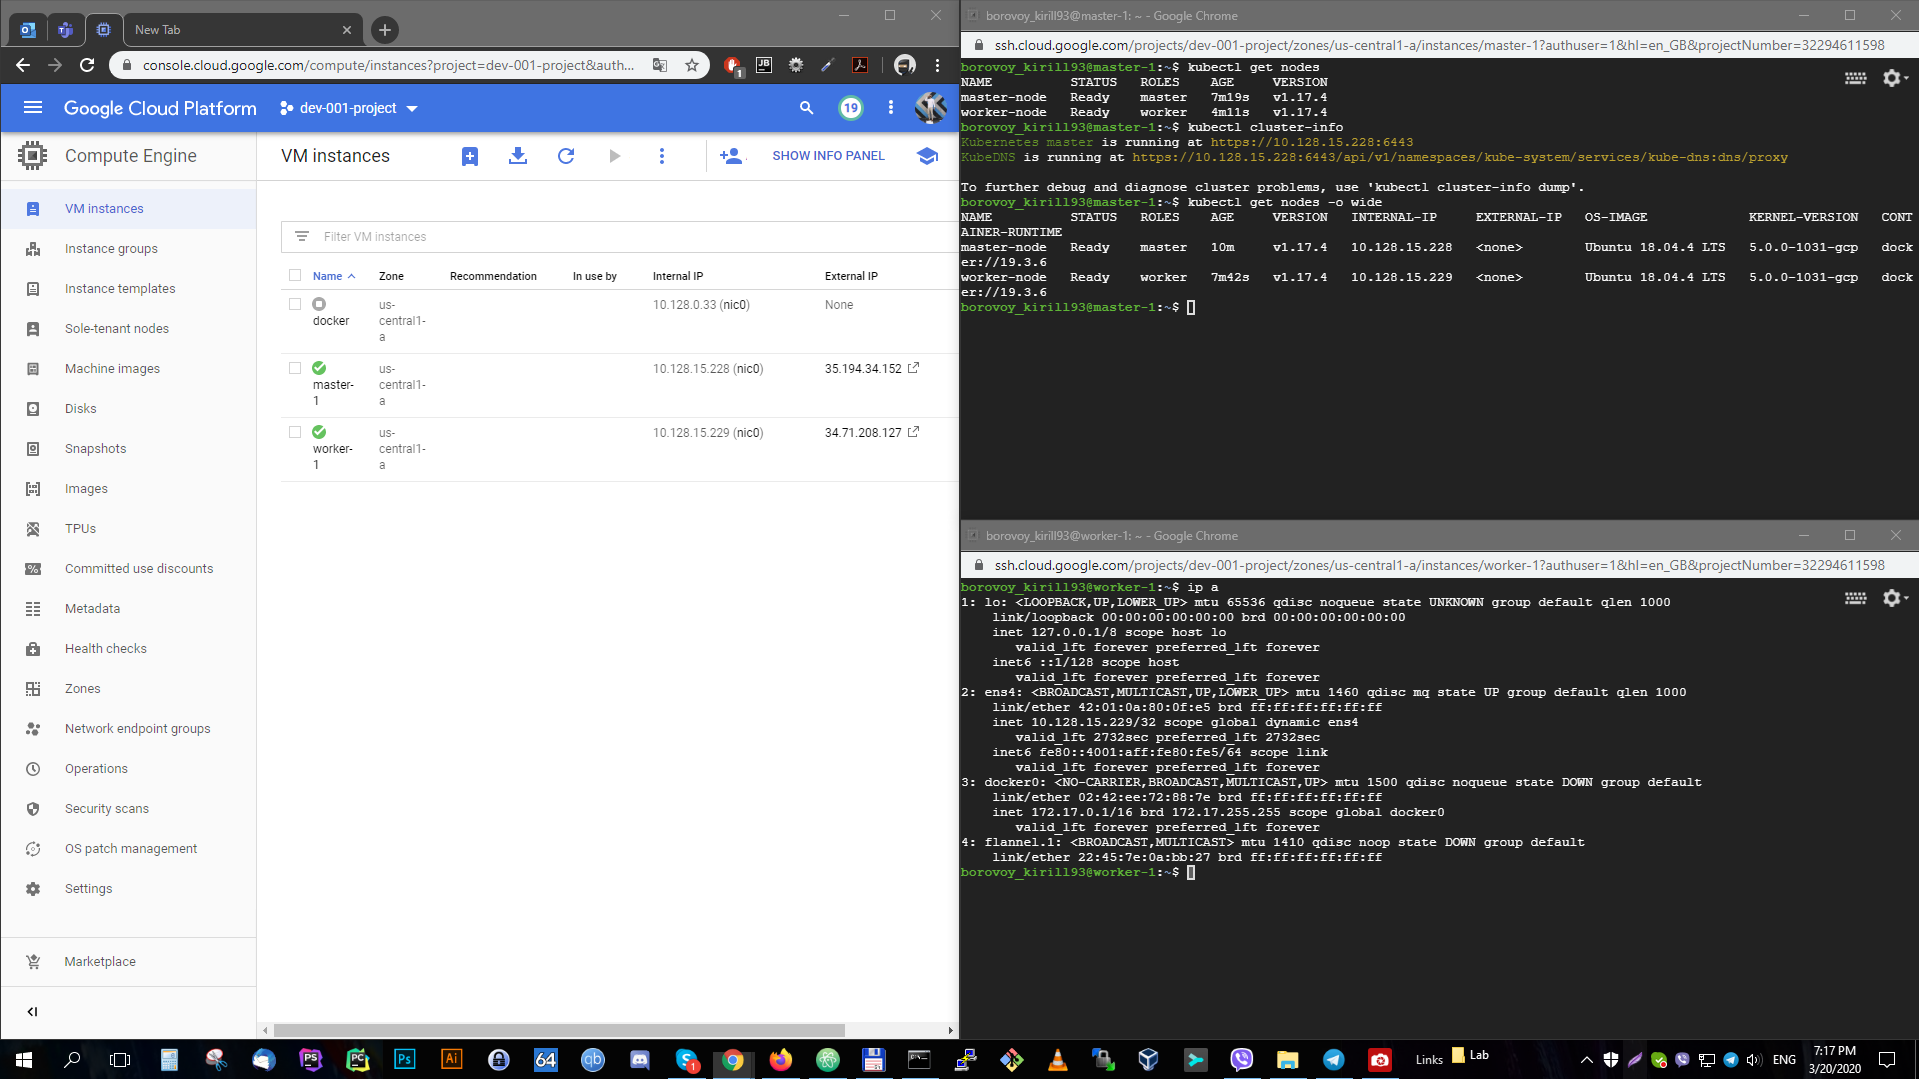 New Tab
console.cloud.google.com/compute/instances?project=dev-001-project&auth...
1
JB
Google Cloud Platform
dev-001-project
19
Compute Engine
VM instances
SHOW INFO PANEL
VM instances
Instance groups
Instance templates
Sole-tenant nodes
Machine images
Disks
Snapshots
Images
TPUs
Committed use discounts
Metadata
Health checks
Zones
Network endpoint groups
Operations
Security scans
OS patch management
Settings
Marketplace
Filter VM instances
Name Zone Recommendation In use by Internal IP External IP
docker us-central1-a 10.128.0.33 (nic0) None
master-1 us-central1-a 10.128.15.228 (nic0) 35.194.34.152
worker-1 us-central1-a 10.128.15.229 (nic0) 34.71.208.127
borovoy_kirill93@master-1: ~ - Google Chrome
ssh.cloud.google.com/projects/dev-001-project/zones/us-central1-a/instances/master-1?authuser=1&hl=en_GB&projectNumber=32294611598
borovoy_kirill93@master-1:~$ kubectl get nodes
NAME STATUS ROLES AGE VERSION
master-node Ready master 7m19s v1.17.4
worker-node Ready worker 4m11s v1.17.4
borovoy_kirill93@master-1:~$ kubectl cluster-info
Kubernetes master is running at https://10.128.15.228:6443
KubeDNS is running at https://10.128.15.228:6443/api/v1/namespaces/kube-system/services/kube-dns:dns/proxy
To further debug and diagnose cluster problems, use 'kubectl cluster-info dump'.
borovoy_kirill93@master-1:~$ kubectl get nodes -o wide
NAME STATUS ROLES AGE VERSION INTERNAL-IP EXTERNAL-IP OS-IMAGE KERNEL-VERSION CONT
AINER-RUNTIME
master-node Ready master 10m v1.17.4 10.128.15.228 <none> Ubuntu 18.04.4 LTS 5.0.0-1031-gcp dock
er://19.3.6
worker-node Ready worker 7m42s v1.17.4 10.128.15.229 <none> Ubuntu 18.04.4 LTS 5.0.0-1031-gcp dock
er://19.3.6
borovoy_kirill93@master-1:~$
borovoy_kirill93@worker-1: ~ - Google Chrome
ssh.cloud.google.com/projects/dev-001-project/zones/us-central1-a/instances/worker-1?authuser=1&hl=en_GB&projectNumber=32294611598
borovoy_kirill93@worker-1:~$ ip a
1: lo: <LOOPBACK,UP,LOWER_UP> mtu 65536 qdisc noqueue state UNKNOWN group default qlen 1000
link/loopback 00:00:00:00:00:00 brd 00:00:00:00:00:00
inet 127.0.0.1/8 scope host lo
valid_lft forever preferred_lft forever
inet6 ::1/128 scope host
valid_lft forever preferred_lft forever
2: ens4: <BROADCAST,MULTICAST,UP,LOWER_UP> mtu 1460 qdisc mq state UP group default qlen 1000
link/ether 42:01:0a:80:0f:e5 brd ff:ff:ff:ff:ff:ff
inet 10.128.15.229/32 scope global dynamic ens4
valid_lft 2732sec preferred_lft 2732sec
inet6 fe80::4001:aff:fe80:fe5/64 scope link
valid_lft forever preferred_lft forever
3: docker0: <NO-CARRIER,BROADCAST,MULTICAST,UP> mtu 1500 qdisc noqueue state DOWN group default
link/ether 02:42:ee:72:88:7e brd ff:ff:ff:ff:ff:ff
inet 172.17.0.1/16 brd 172.17.255.255 scope global docker0
valid_lft forever preferred_lft forever
4: flannel.1: <BROADCAST,MULTICAST> mtu 1410 qdisc noop state DOWN group default
link/ether 22:45:7e:0a:bb:27 brd ff:ff:ff:ff:ff:ff
borovoy_kirill93@worker-1:~$
PS PC Ps Ai 64 qb 1
Links Lab
ENG
7:17 PM
3/20/2020